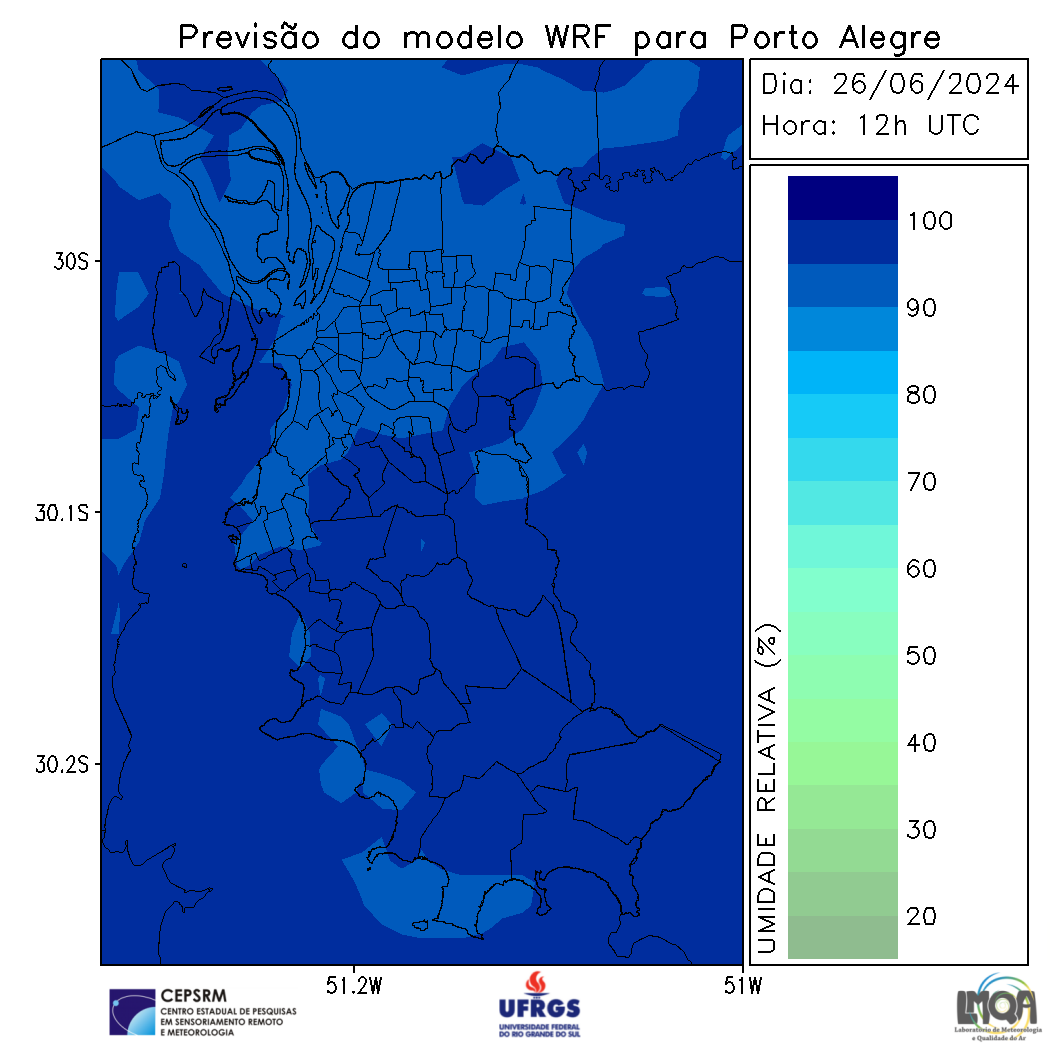 Previsão do modelo WRF para Porto Alegre
Dia: 26/06/2024
Hora: 12h UTC
100
90
80
70
60
50
40
30
20
UMIDADE RELATIVA (%)
30S
30.1S
30.2S
51.2W
51W
CEPSRM
CENTRO ESTADUAL DE PESQUISAS
EM SENSORIAMENTO REMOTO
E METEOROLOGIA
UFRGS
UNIVERSIDADE FEDERAL
DO RIO GRANDE DO SUL
LMQA
Laboratório de Meteorologia
e Qualidade do Ar